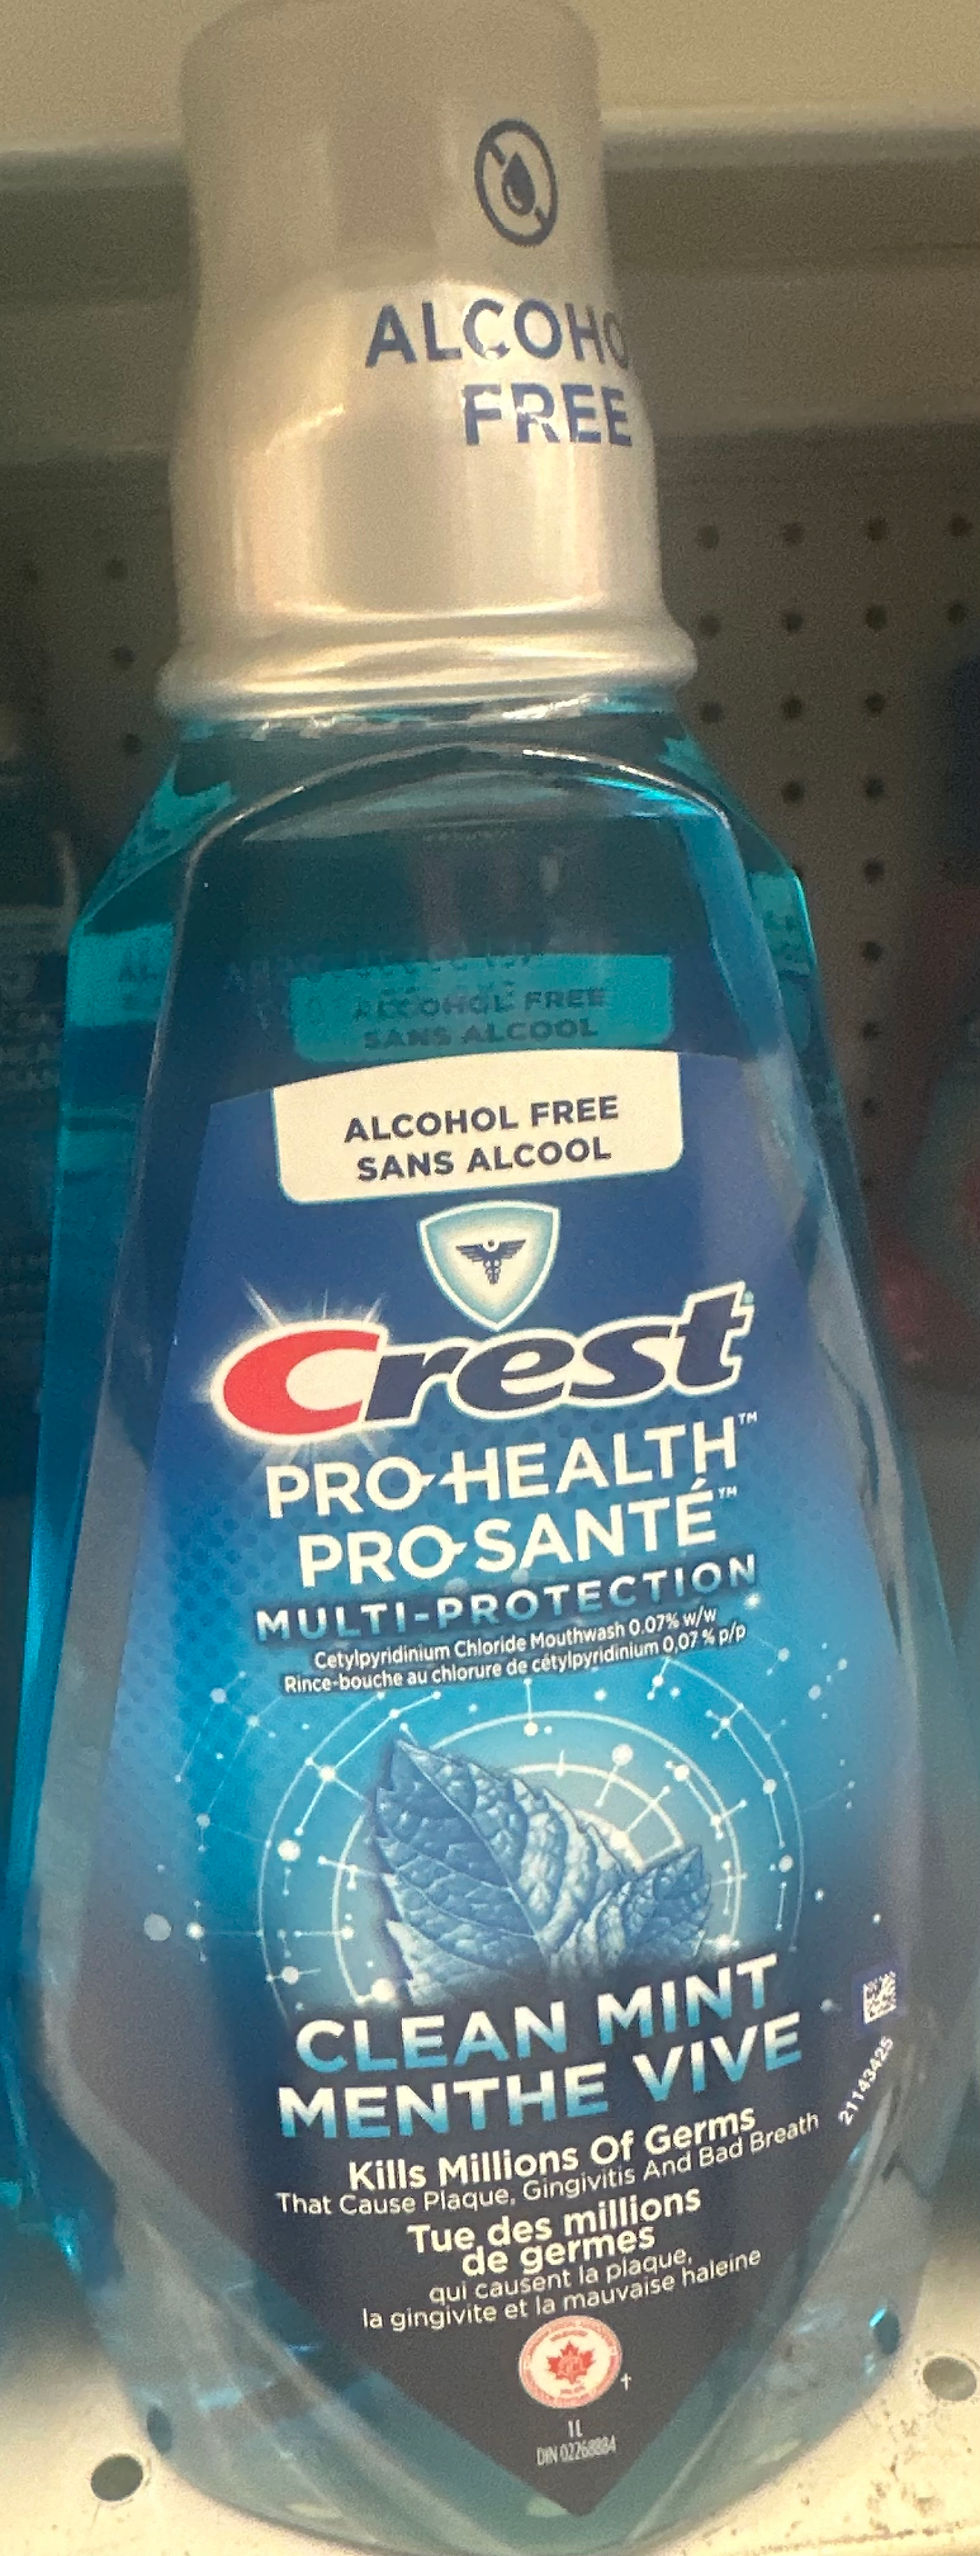 ALCOHO
FREE
ALCOHOL FREE
SANS ALCOOL
ALCOHOL FREE
SANS ALCOOL
Crest
PRO-HEALTH™
PRO-SANTÉ™
MULTI-PROTECTION
Cetylpyridinium Chloride Mouthwash 0.07% w/w
Rince-bouche au chlorure de cétylpyridinium 0,07 % p/p
CLEAN MINT
MENTHE VIVE
21143425
Kills Millions Of Germs
That Cause Plaque, Gingivitis And Bad Breath
Tue des millions
de germes
qui causent la plaque,
la gingivite et la mauvaise haleine
†
1L
DIN 02268884